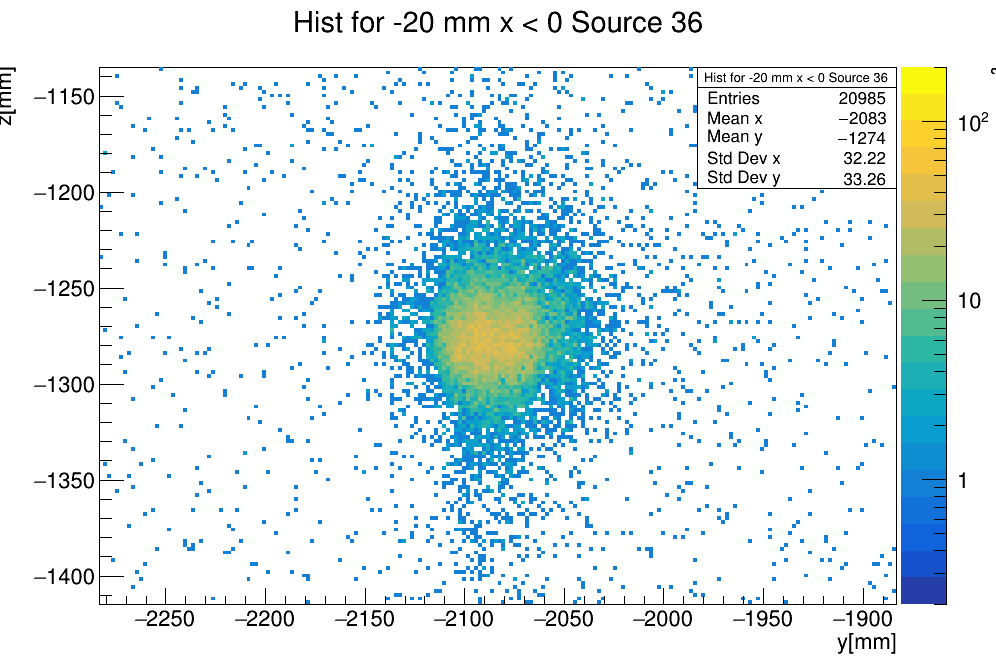 Hist for -20 mm x < 0 Source 36
z[mm]
Hist for -20 mm x < 0 Source 36
Entries 20985
Mean x −2083
Mean y −1274
Std Dev x 32.22
Std Dev y 33.26
−1150
−1200
−1250
−1300
−1350
−1400
−2250 −2200 −2150 −2100 −2050 −2000 −1950 −1900
y[mm]
10²
10
1